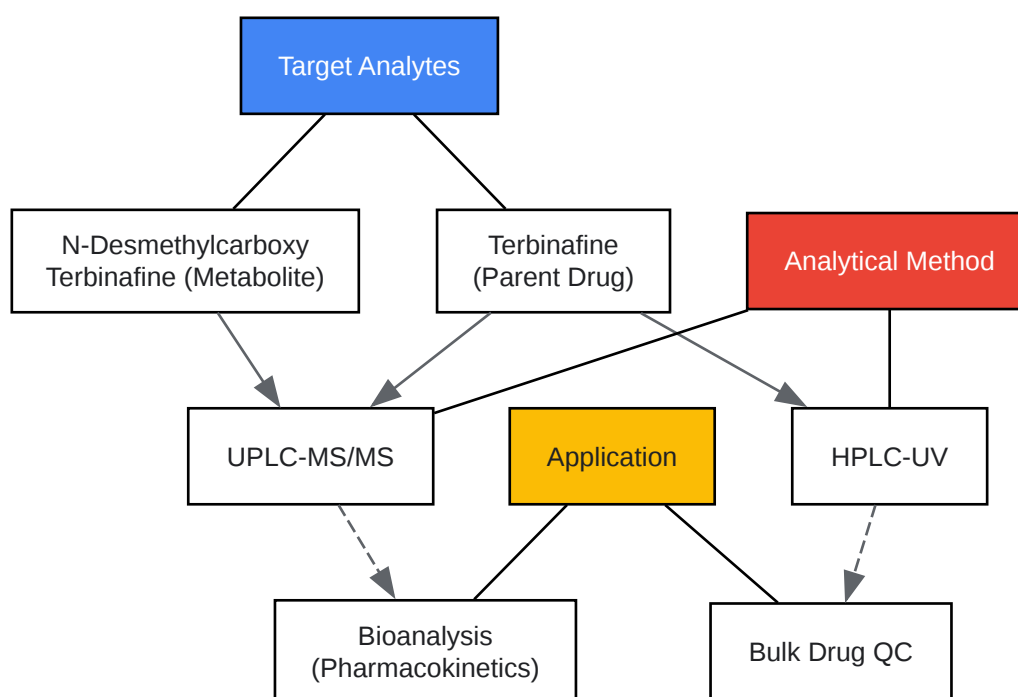 Target Analytes
N-Desmethylcarboxy
Terbinafine (Metabolite)
Terbinafine
(Parent Drug)
Analytical Method
UPLC-MS/MS
Application
HPLC-UV
Bioanalysis
(Pharmacokinetics)
Bulk Drug QC